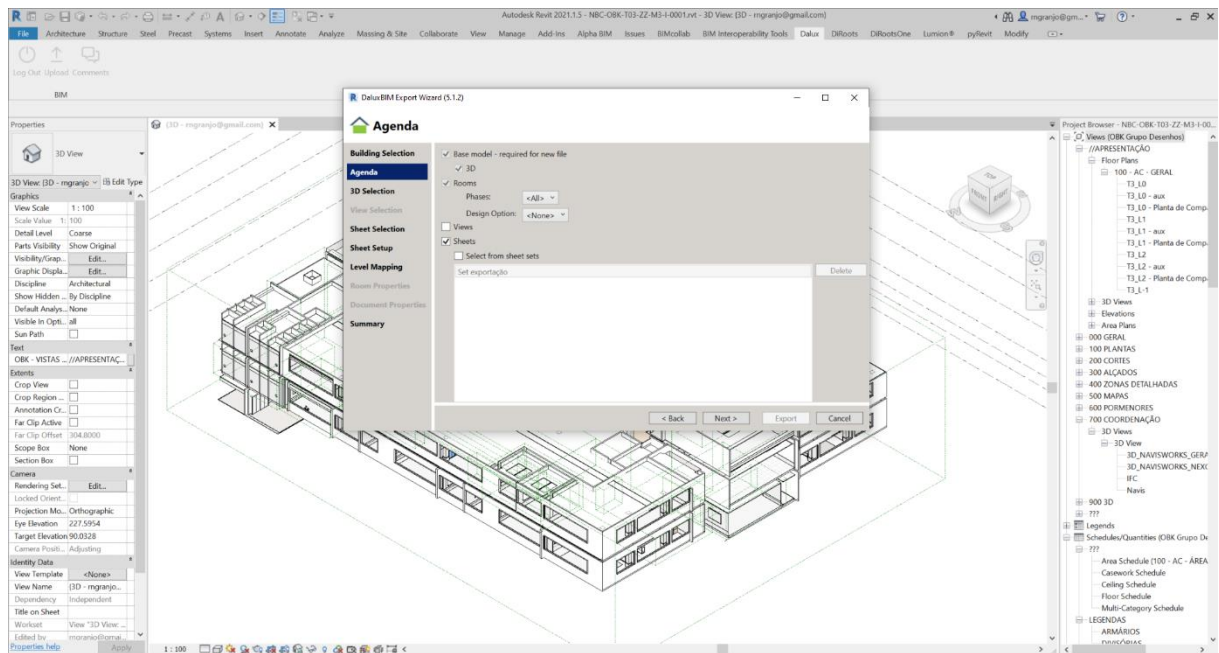 Autodesk Revit 2021.1.5 - NBC-OBK-T03-ZZ-M3-I-0001.rvt - 3D View: {3D - mgranjo@gmail.com}
mgranjo@gm...
File Architecture Structure Steel Precast Systems Insert Annotate Analyze Massing & Site Collaborate View Manage Add-Ins Alpha BIM Issues BIMcollab BIM Interoperability Tools Dalux DiRoots DiRootsOne Lumion® pyRevit Modify
Log Out Upload Comments
BIM
Properties
3D View
3D View: {3D - mgranjo
Edit Type
Graphics
View Scale 1 : 100
Scale Value 1: 100
Detail Level Coarse
Parts Visibility Show Original
Visibility/Grap... Edit...
Graphic Displa... Edit...
Discipline Architectural
Show Hidden ... By Discipline
Default Analys... None
Visible In Opti... all
Sun Path
Text
OBK - VISTAS ... //APRESENTAÇ...
Extents
Crop View
Crop Region ...
Annotation Cr...
Far Clip Active
Far Clip Offset 304.8000
Scope Box None
Section Box
Camera
Rendering Set... Edit...
Locked Orient...
Projection Mo... Orthographic
Eye Elevation 227.5954
Target Elevation 90.0328
Camera Positi... Adjusting
Identity Data
View Template <None>
View Name {3D - mgranjo...
Dependency Independent
Title on Sheet
Workset View "3D View: ...
Edited by mgranjo@gmai...
Properties help Apply
{3D - mgranjo@gmail.com}
DaluxBIM Export Wizard (5.1.2)
Agenda
Building Selection
Agenda
3D Selection
View Selection
Sheet Selection
Sheet Setup
Level Mapping
Room Properties
Document Properties
Summary
Base model - required for new file
3D
Rooms
Phases: <All>
Design Option: <None>
Views
Sheets
Select from sheet sets
Set exportação
Delete
< Back Next > Export Cancel
TOP
FRONT
RIGHT
1 : 100
Project Browser - NBC-OBK-T03-ZZ-M3-I-00...
Views (OBK Grupo Desenhos)
//APRESENTAÇÃO
Floor Plans
100 - AC - GERAL
T3_L0
T3_L0 - aux
T3_L0 - Planta de Comp
T3_L1
T3_L1 - aux
T3_L1 - Planta de Comp
T3_L2
T3_L2 - aux
T3_L2 - Planta de Comp
T3_L-1
3D Views
Elevations
Area Plans
000 GERAL
100 PLANTAS
200 CORTES
300 ALÇADOS
400 ZONAS DETALHADAS
500 MAPAS
600 PORMENORES
700 COORDENAÇÃO
3D Views
3D View
3D_NAVISWORKS_GERA
3D_NAVISWORKS_NEXC
IFC
Navis
900 3D
???
Legends
Schedules/Quantities (OBK Grupo De
???
Area Schedule (100 - AC - ÁREA
Casework Schedule
Ceiling Schedule
Floor Schedule
Multi-Category Schedule
LEGENDAS
ARMÁRIOS
DIVISÓRIAS